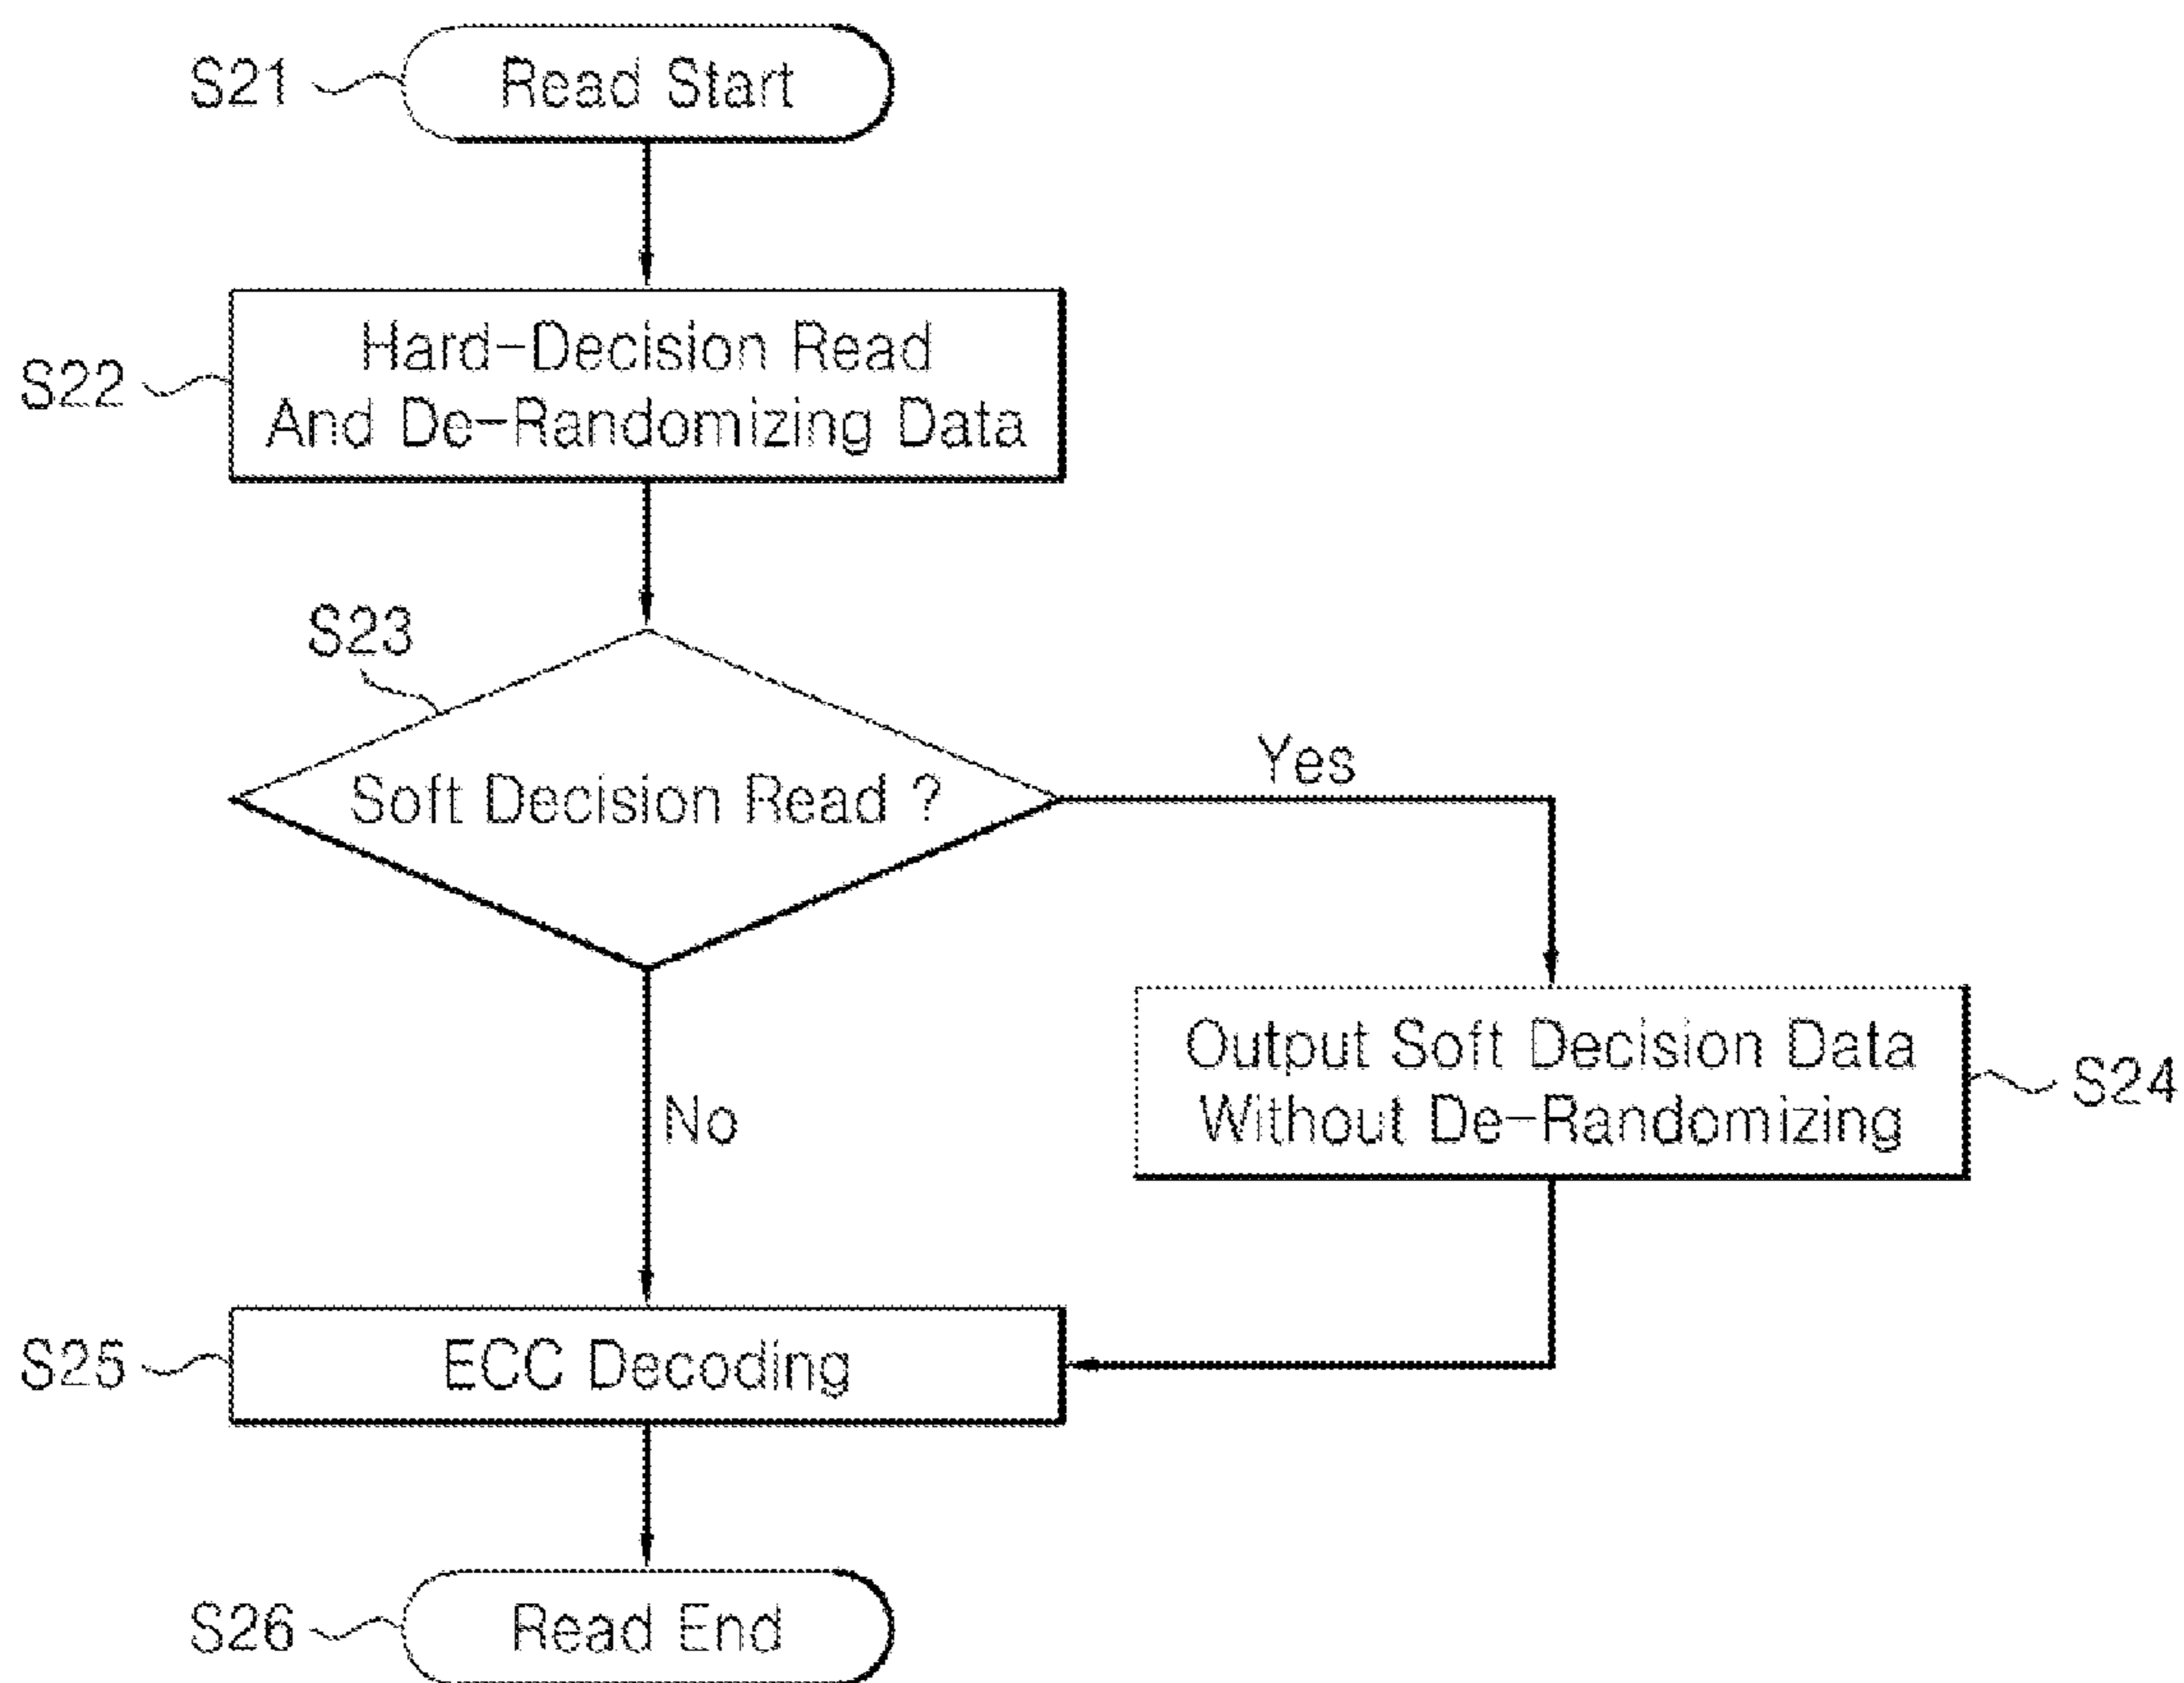 S21
Read Start
S22
Hard-Decision Read
And De-Randomizing Data
S23
Soft Decision Read ?
Yes
No
Output Soft Decision Data
Without De-Randomizing
S24
S25
ECC Decoding
S26
Read End